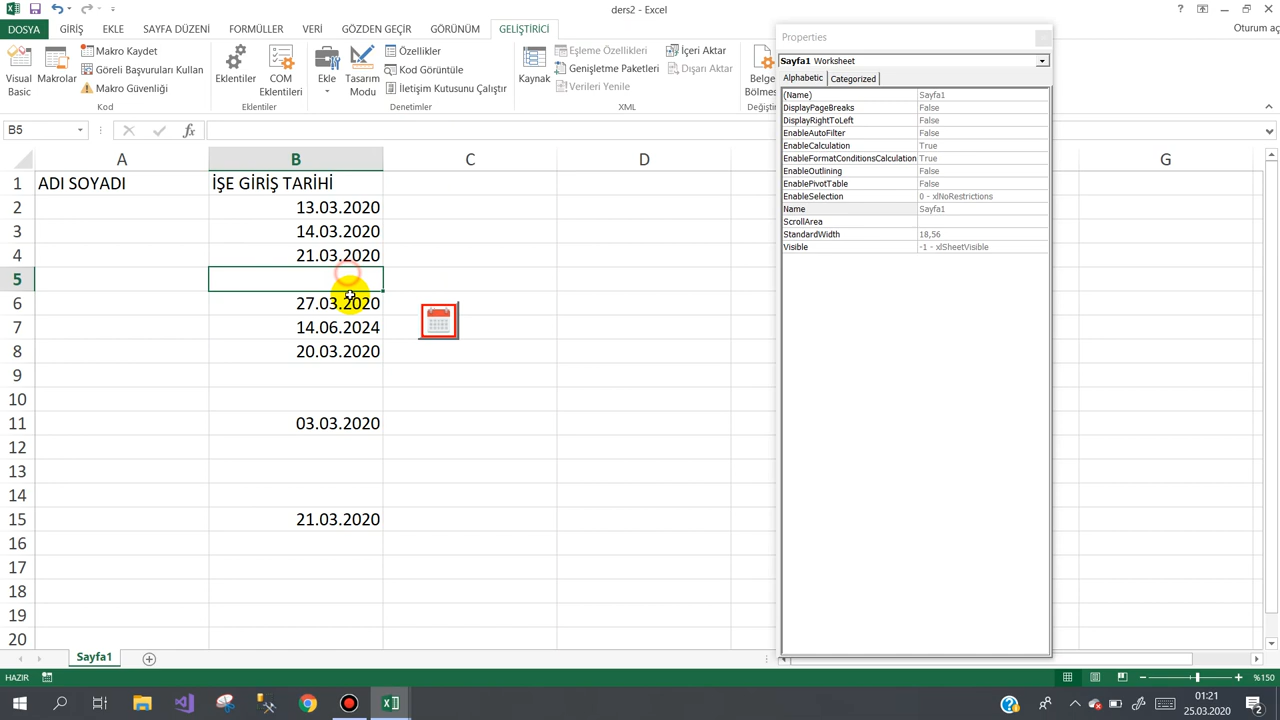 ders2 - Excel
Oturum aç
DOSYA GİRİŞ EKLE SAYFA DÜZENİ FORMÜLLER VERİ GÖZDEN GEÇİR GÖRÜNÜM GELİŞTİRİCİ
Visual Basic
Makrolar
Makro Kaydet
Göreli Başvuruları Kullan
Makro Güvenliği
Kod
Eklentiler
COM Eklentileri
Eklentiler
Ekle
Tasarım Modu
Özellikler
Kod Görüntüle
İletişim Kutusunu Çalıştır
Denetimler
Kaynak
Eşleme Özellikleri
Genişletme Paketleri
Verileri Yenile
İçeri Aktar
Dışarı Aktar
XML
Belge
Bölmesi
Değiştir
B5
fx
A B C D G
1 ADI SOYADI İŞE GİRİŞ TARİHİ
2 13.03.2020
3 14.03.2020
4 21.03.2020
5
6 27.03.2020
7 14.06.2024
8 20.03.2020
9
10
11 03.03.2020
12
13
14
15 21.03.2020
16
17
18
19
20
Properties
Sayfa1 Worksheet
Alphabetic Categorized
(Name) Sayfa1
DisplayPageBreaks False
DisplayRightToLeft False
EnableAutoFilter False
EnableCalculation True
EnableFormatConditionsCalculation True
EnableOutlining False
EnablePivotTable False
EnableSelection 0 - xlNoRestrictions
Name Sayfa1
ScrollArea
StandardWidth 18,56
Visible -1 - xlSheetVisible
Sayfa1
HAZIR
%150
01:21
25.03.2020
2